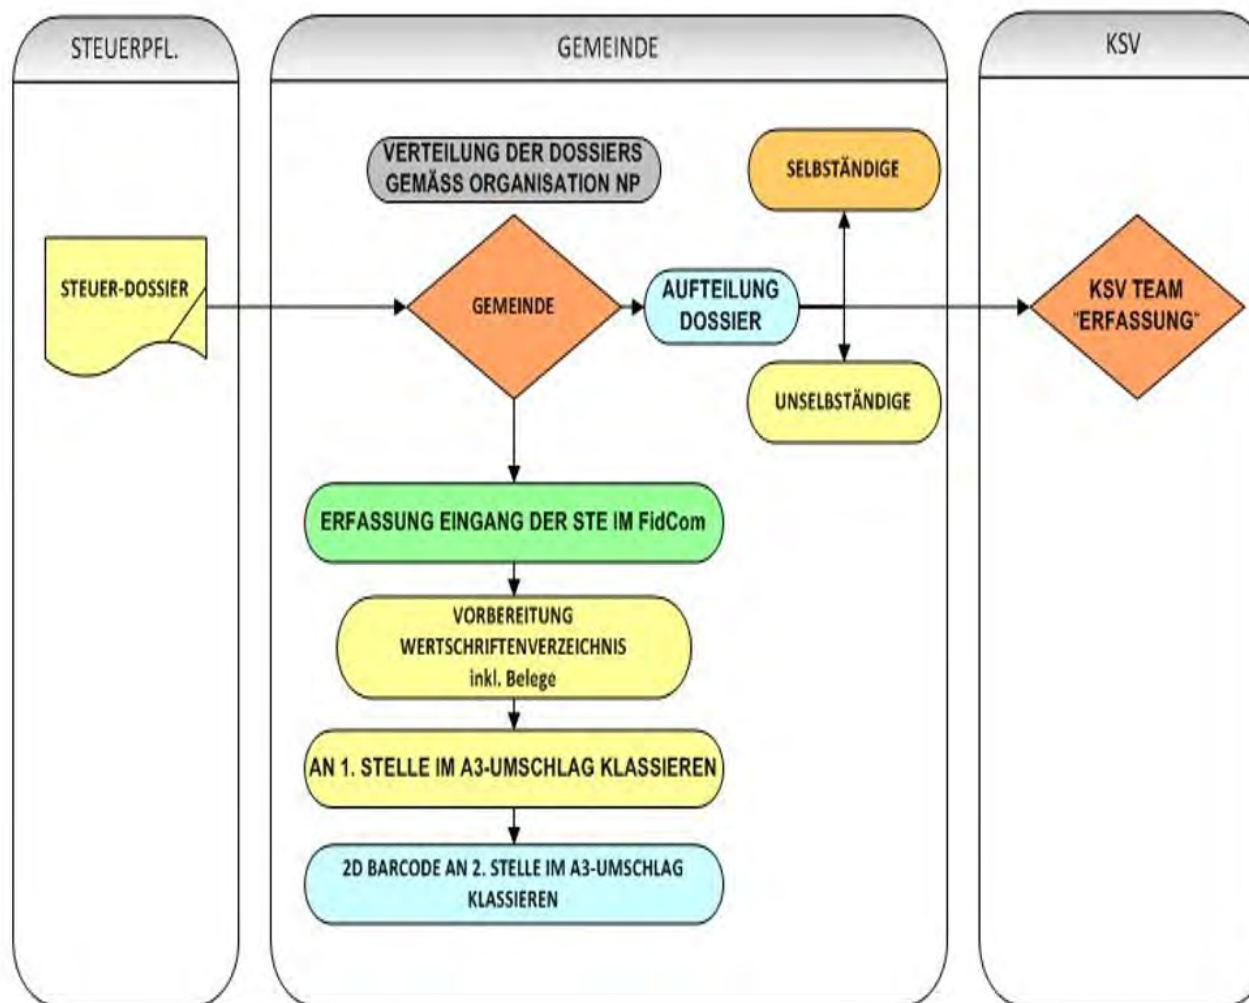 STEUERPFL.
GEMEINDE
KSV
VERTEILUNG DER DOSSIERS
GEMÄSS ORGANISATION NP
SELBSTÄNDIGE
STEUER-DOSSIER
GEMEINDE
AUFTEILUNG
DOSSIER
KSV TEAM
"ERFASSUNG"
UNSELBSTÄNDIGE
ERFASSUNG EINGANG DER STE IM FidCom
VORBEREITUNG
WERTSCHRIFTENVERZEICHNIS
inkl. Belege
AN 1. STELLE IM A3-UMSCHLAG KLASSIEREN
2D BARCODE AN 2. STELLE IM A3-UMSCHLAG
KLASSIEREN